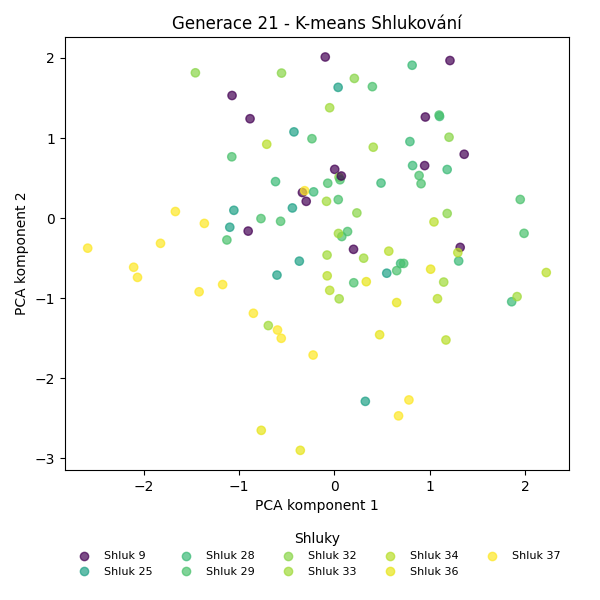 Generace 21 - K-means Shlukování
PCA komponent 2
2
1
0
−1
−2
−3
−2
−1
0
1
2
PCA komponent 1
Shluky
Shluk 9
Shluk 28
Shluk 32
Shluk 34
Shluk 37
Shluk 25
Shluk 29
Shluk 33
Shluk 36